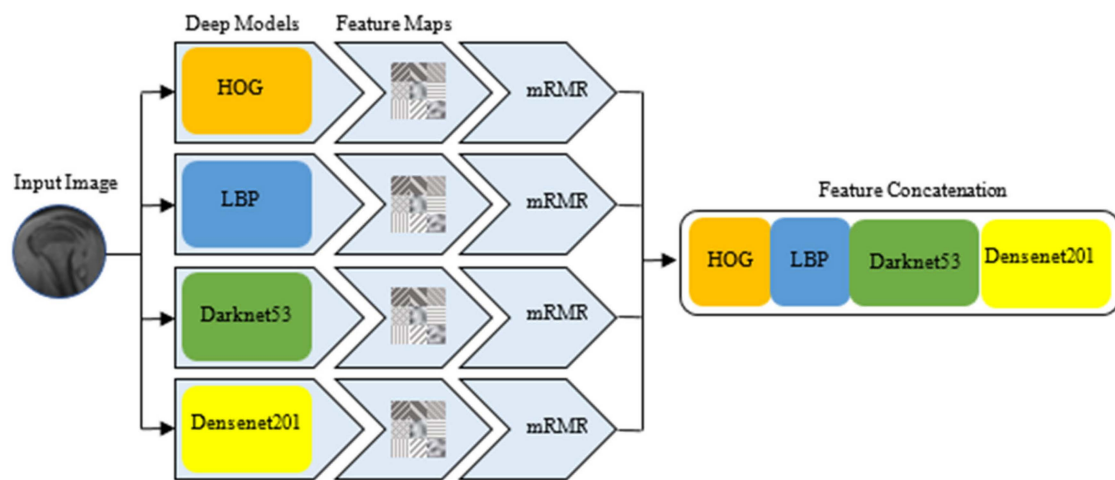 Deep Models
Feature Maps
HOG
mRMR
LBP
mRMR
Input Image
Feature Concatenation
HOG
LBP
Darknet53
Densenet201
Darknet53
mRMR
Densenet201
mRMR